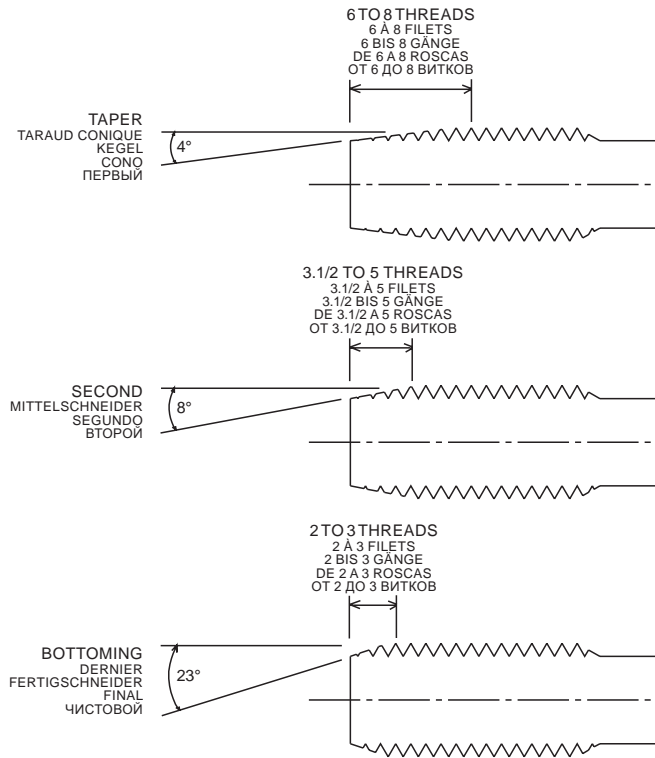 6 TO 8 THREADS
6 À 8 FILETS
6 BIS 8 GÄNGE
DE 6 A 8 ROSCAS
ОТ 6 ДО 8 ВИТКОВ
TAPER
TARAUD CONIQUE
KEGEL
CONO
ПЕРВЫЙ
4°
3.1/2 TO 5 THREADS
3.1/2 À 5 FILETS
3.1/2 BIS 5 GÄNGE
DE 3.1/2 A 5 ROSCAS
ОТ 3.1/2 ДО 5 ВИТКОВ
SECOND
MITTELSCHNEIDER
SEGUNDO
ВТОРОЙ
8°
2 TO 3 THREADS
2 À 3 FILETS
2 BIS 3 GÄNGE
DE 2 A 3 ROSCAS
ОТ 2 ДО 3 ВИТКОВ
BOTTOMING
DERNIER
FERTIGSCHNEIDER
FINAL
ЧИСТОВОЙ
23°